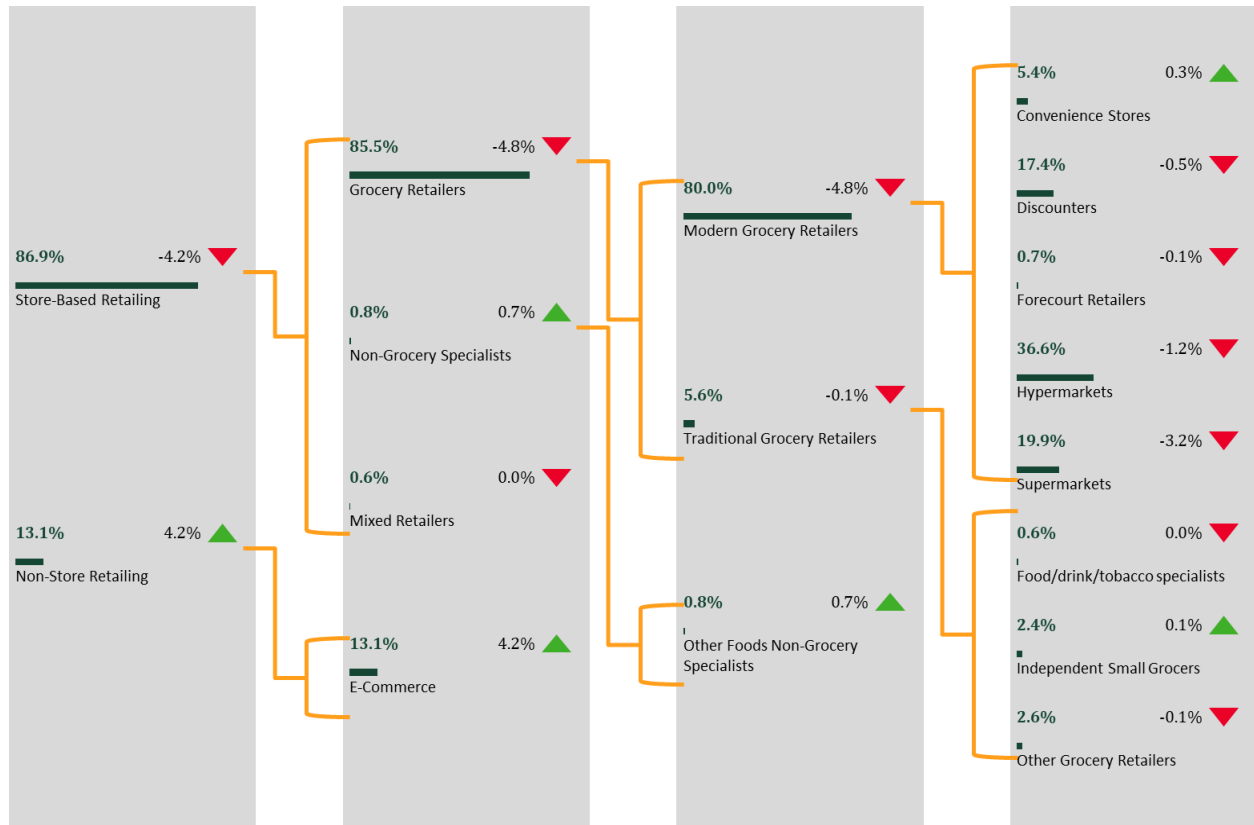 86.9% -4.2%
Store-Based Retailing
13.1% 4.2%
Non-Store Retailing
85.5% -4.8%
Grocery Retailers
0.8% 0.7%
Non-Grocery Specialists
0.6% 0.0%
Mixed Retailers
13.1% 4.2%
E-Commerce
80.0% -4.8%
Modern Grocery Retailers
5.6% -0.1%
Traditional Grocery Retailers
0.8% 0.7%
Other Foods Non-Grocery
Specialists
5.4% 0.3%
Convenience Stores
17.4% -0.5%
Discounters
0.7% -0.1%
Forecourt Retailers
36.6% -1.2%
Hypermarkets
19.9% -3.2%
Supermarkets
0.6% 0.0%
Food/drink/tobacco specialists
2.4% 0.1%
Independent Small Grocers
2.6% -0.1%
Other Grocery Retailers